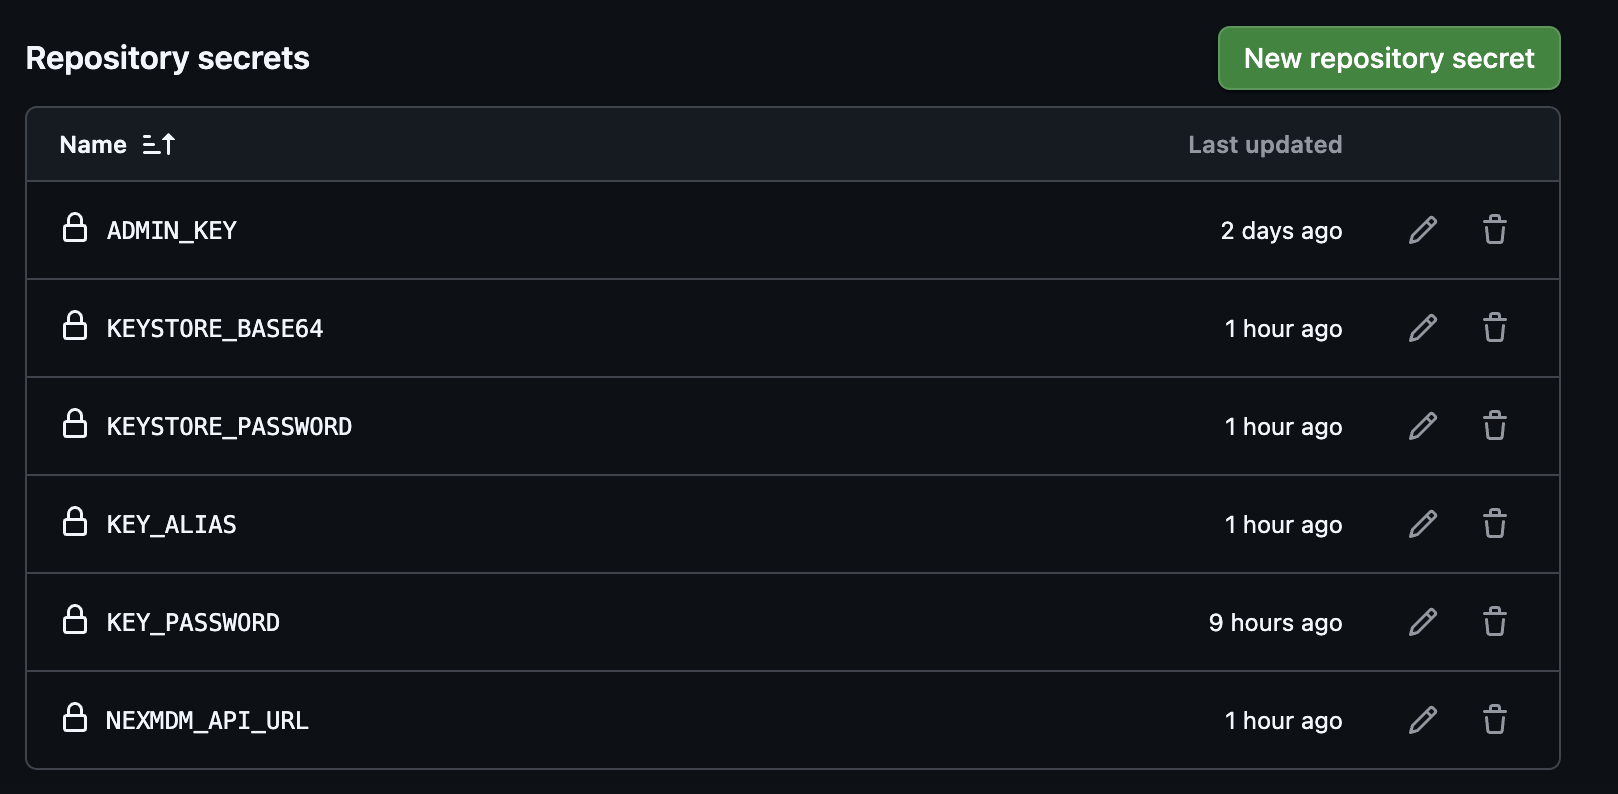 Repository secrets
New repository secret
Name
Last updated
ADMIN_KEY
2 days ago
KEYSTORE_BASE64
1 hour ago
KEYSTORE_PASSWORD
1 hour ago
KEY_ALIAS
1 hour ago
KEY_PASSWORD
9 hours ago
NEXMDM_API_URL
1 hour ago